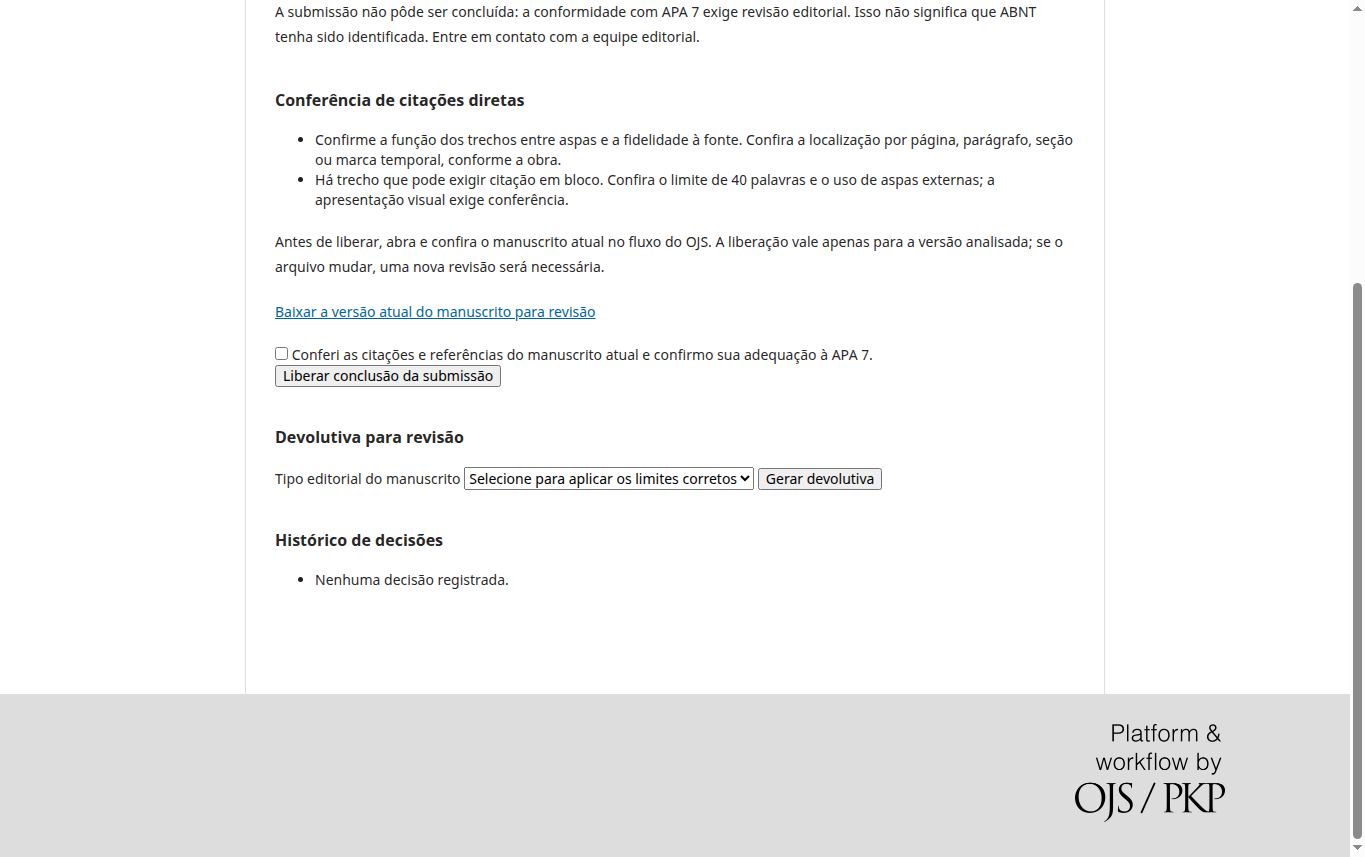 A submissão não pôde ser concluída: a conformidade com APA 7 exige revisão editorial. Isso não significa que ABNT
tenha sido identificada. Entre em contato com a equipe editorial.
Conferência de citações diretas
• Confirme a função dos trechos entre aspas e a fidelidade à fonte. Confira a localização por página, parágrafo, seção
ou marca temporal, conforme a obra.
• Há trecho que pode exigir citação em bloco. Confira o limite de 40 palavras e o uso de aspas externas; a
apresentação visual exige conferência.
Antes de liberar, abra e confira o manuscrito atual no fluxo do OJS. A liberação vale apenas para a versão analisada; se o
arquivo mudar, uma nova revisão será necessária.
Baixar a versão atual do manuscrito para revisão
Conferi as citações e referências do manuscrito atual e confirmo sua adequação à APA 7.
Liberar conclusão da submissão
Devolutiva para revisão
Tipo editorial do manuscrito Selecione para aplicar os limites corretos Gerar devolutiva
Histórico de decisões
• Nenhuma decisão registrada.
Platform &
workflow by
OJS / PKP